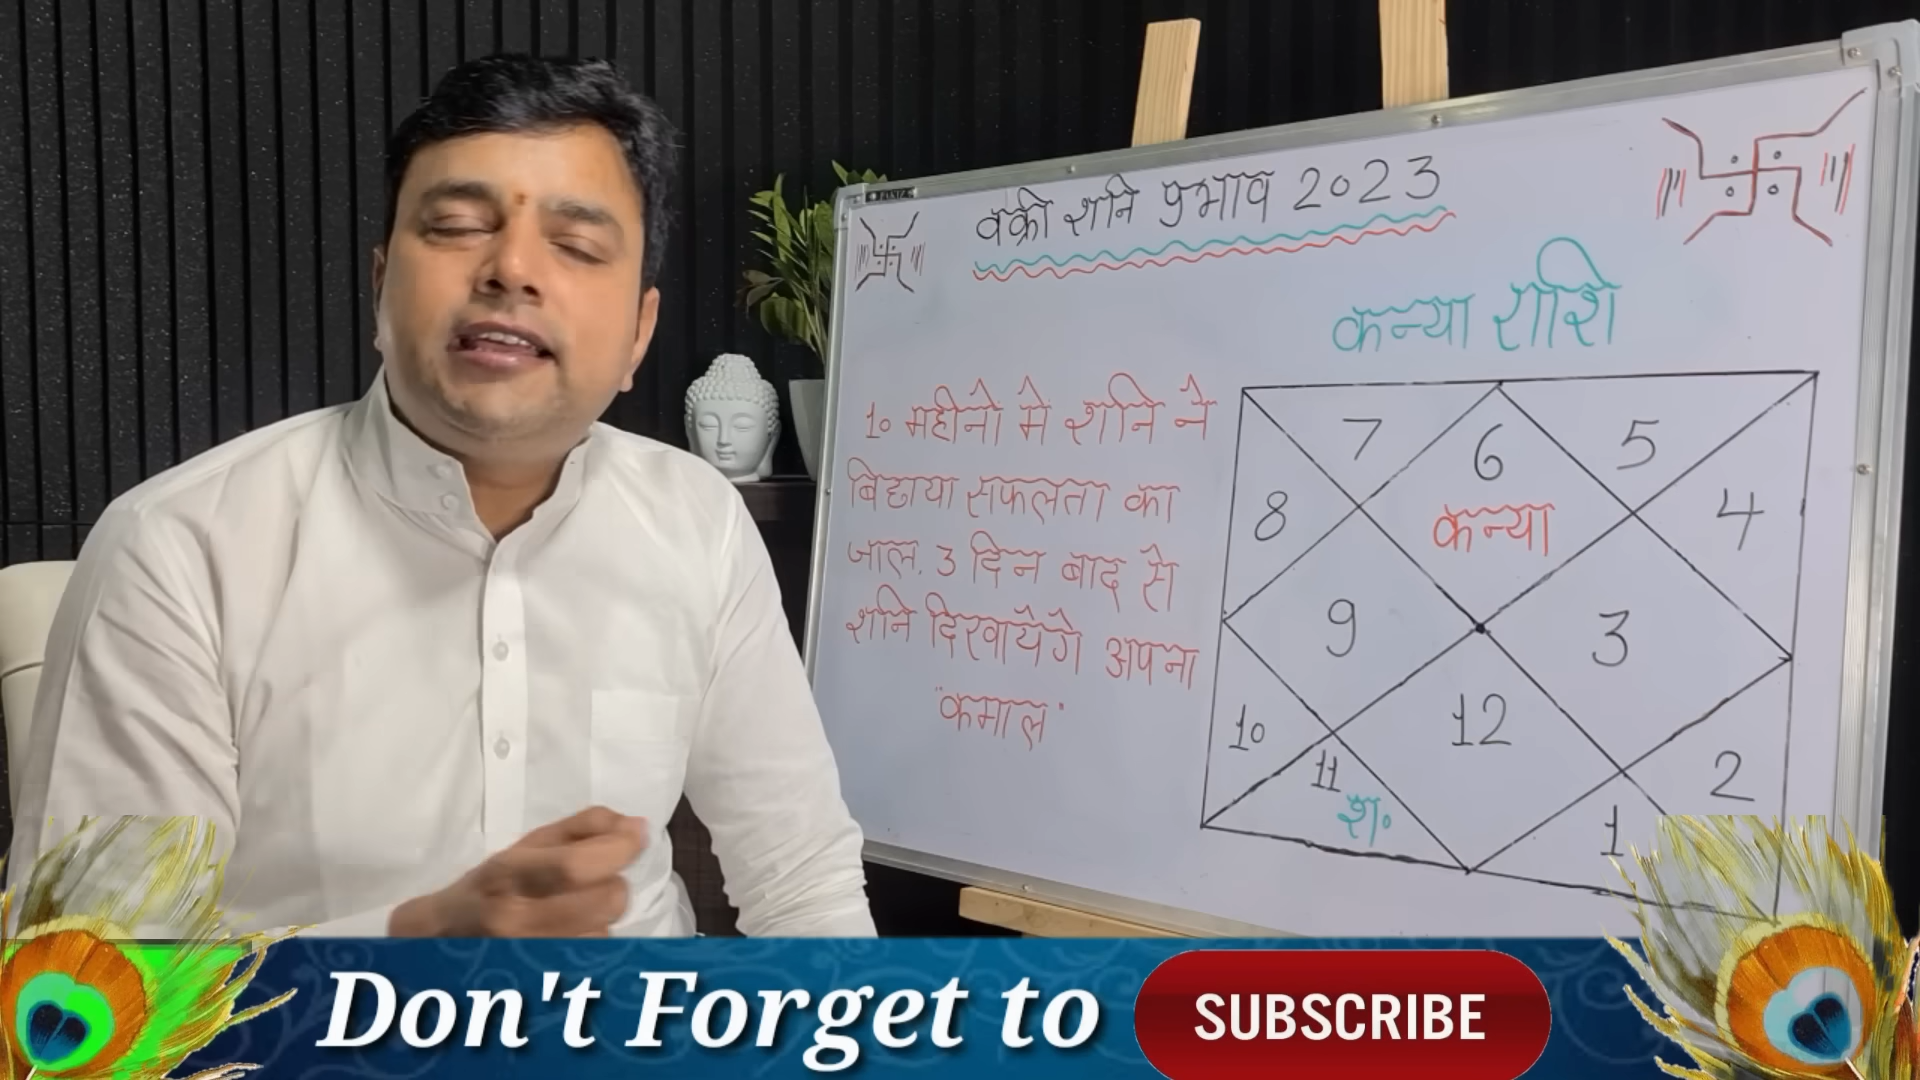 वक्री शनि प्रभाव 2023
कन्या राशि
10 महीनो मे शनि ने
बिछाया सफलता का
जाल. 3 दिन बाद से
शनि दिखायेगे अपना
"कमाल"
7
6
5
8
कन्या
4
9
3
10
12
11
2
श॰
1
Don't Forget to SUBSCRIBE